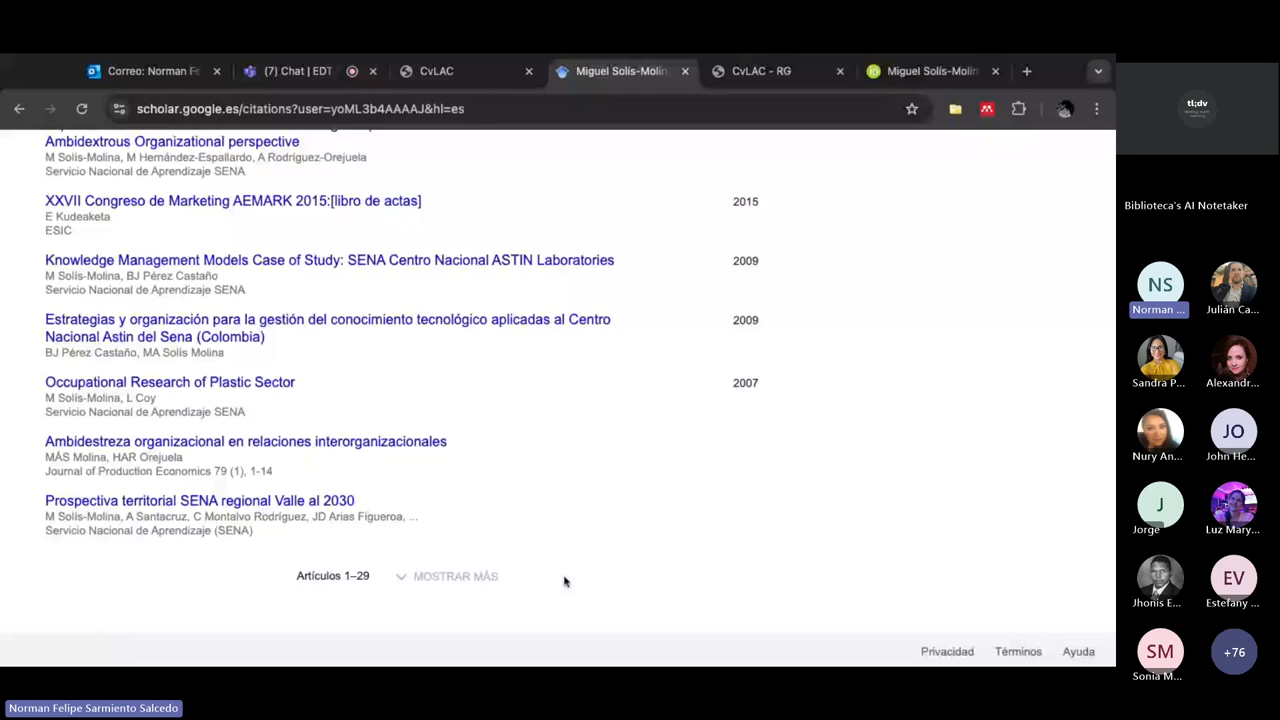 Correo: Norman F
(7) Chat | EDT
CvLAC
Miguel Solís-Molin
CvLAC - RG
Miguel Solís-Molin
scholar.google.es/citations?user=yoML3b4AAAAJ&hl=es
Ambidextrous Organizational perspective
M Solís-Molina, M Hernández-Espallardo, A Rodríguez-Orejuela
Servicio Nacional de Aprendizaje SENA
XXVII Congreso de Marketing AEMARK 2015:[libro de actas] 2015
E Kudeaketa
ESIC
Knowledge Management Models Case of Study: SENA Centro Nacional ASTIN Laboratories 2009
M Solís-Molina, BJ Pérez Castaño
Servicio Nacional de Aprendizaje SENA
Estrategias y organización para la gestión del conocimiento tecnológico aplicadas al Centro 2009
Nacional Astin del Sena (Colombia)
BJ Pérez Castaño, MA Solís Molina
Occupational Research of Plastic Sector 2007
M Solís-Molina, L Coy
Servicio Nacional de Aprendizaje SENA
Ambidestreza organizacional en relaciones interorganizacionales
MÁS Molina, HAR Orejuela
Journal of Production Economics 79 (1), 1-14
Prospectiva territorial SENA regional Valle al 2030
M Solís-Molina, A Santacruz, C Montalvo Rodríguez, JD Arias Figueroa, ...
Servicio Nacional de Aprendizaje (SENA)
Artículos 1–29 MOSTRAR MÁS
Privacidad Términos Ayuda
tl;dv
Biblioteca's AI Notetaker
NS
Norman ... Julián Ca...
Sandra P... Alexandr...
JO
Nury An... John He...
J
Jorge Luz Mary...
EV
Jhonis E... Estefany ...
SM +76
Sonia M...
Norman Felipe Sarmiento Salcedo